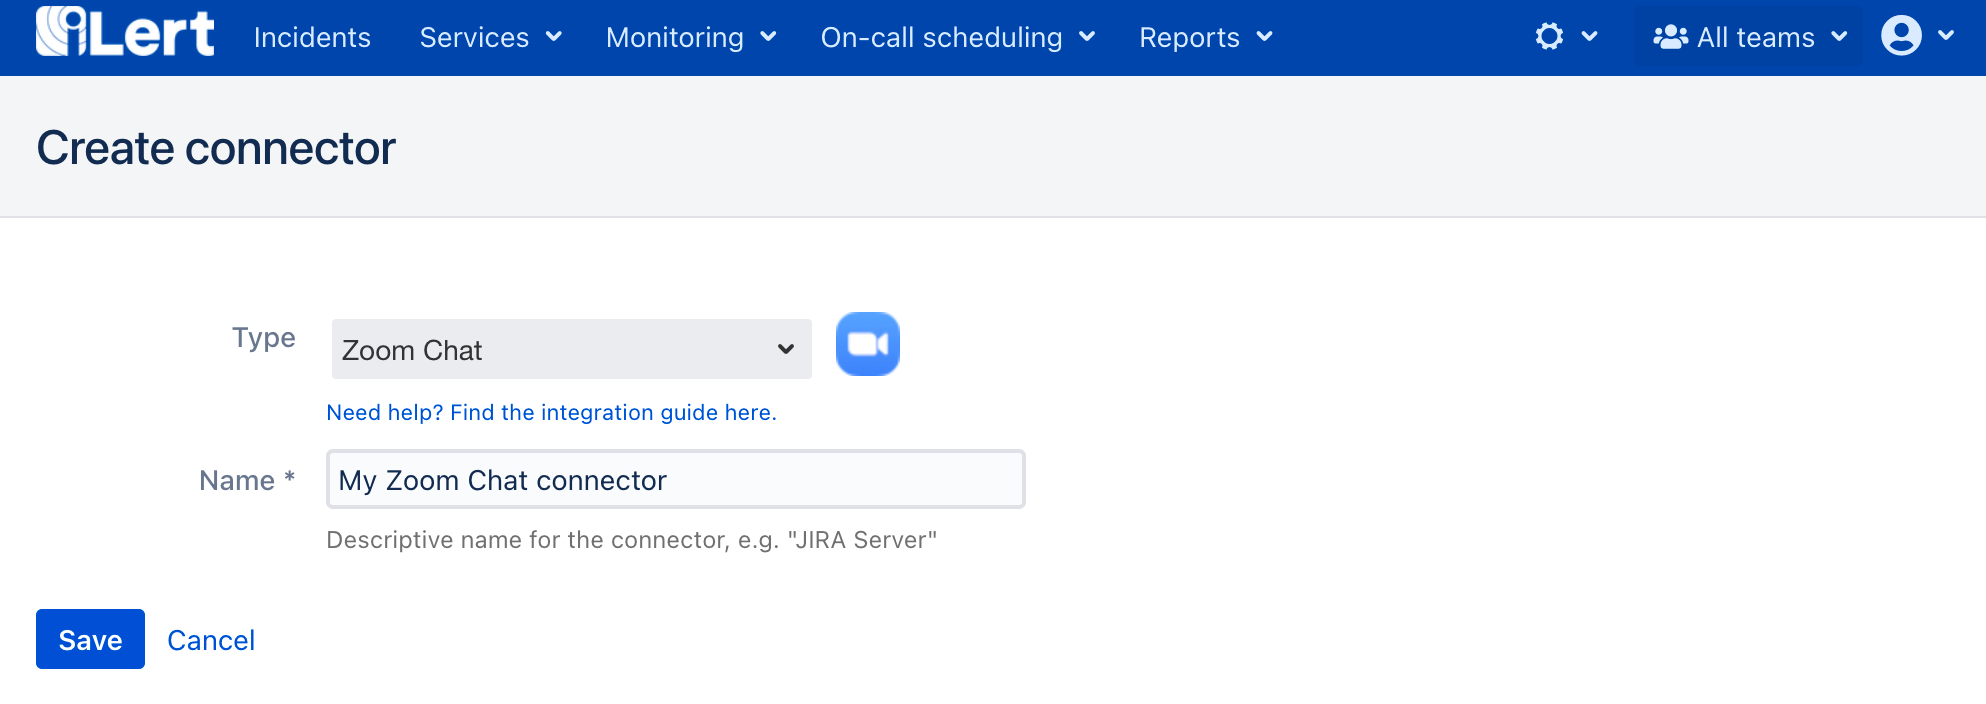 iLert Incidents Services Monitoring On-call scheduling Reports All teams
Create connector
Type Zoom Chat
Need help? Find the integration guide here.
Name * My Zoom Chat connector
Descriptive name for the connector, e.g. "JIRA Server"
Save Cancel